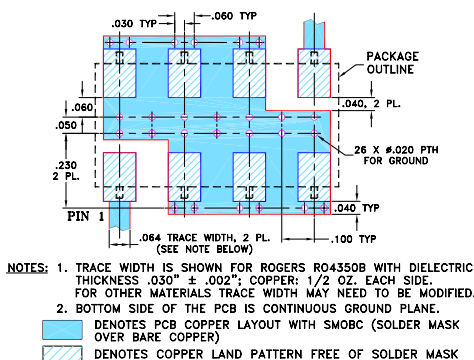 .060 TYP
.030 TYP
PACKAGE
OUTLINE
.040, 2 PL.
.060
.050
26 X ø.020 PTH
FOR GROUND
.230
2 PL.
PIN 1
.040 TYP
.064 TRACE WIDTH, 2 PL.
(SEE NOTE BELOW)
.100 TYP
NOTES: 1. TRACE WIDTH IS SHOWN FOR ROGERS RO4350B WITH DIELECTRIC
THICKNESS .030" ± .002"; COPPER: 1/2 OZ. EACH SIDE.
FOR OTHER MATERIALS TRACE WIDTH MAY NEED TO BE MODIFIED.
2. BOTTOM SIDE OF THE PCB IS CONTINUOUS GROUND PLANE.
DENOTES PCB COPPER LAYOUT WITH SMOBC (SOLDER MASK
OVER BARE COPPER)
DENOTES COPPER LAND PATTERN FREE OF SOLDER MASK